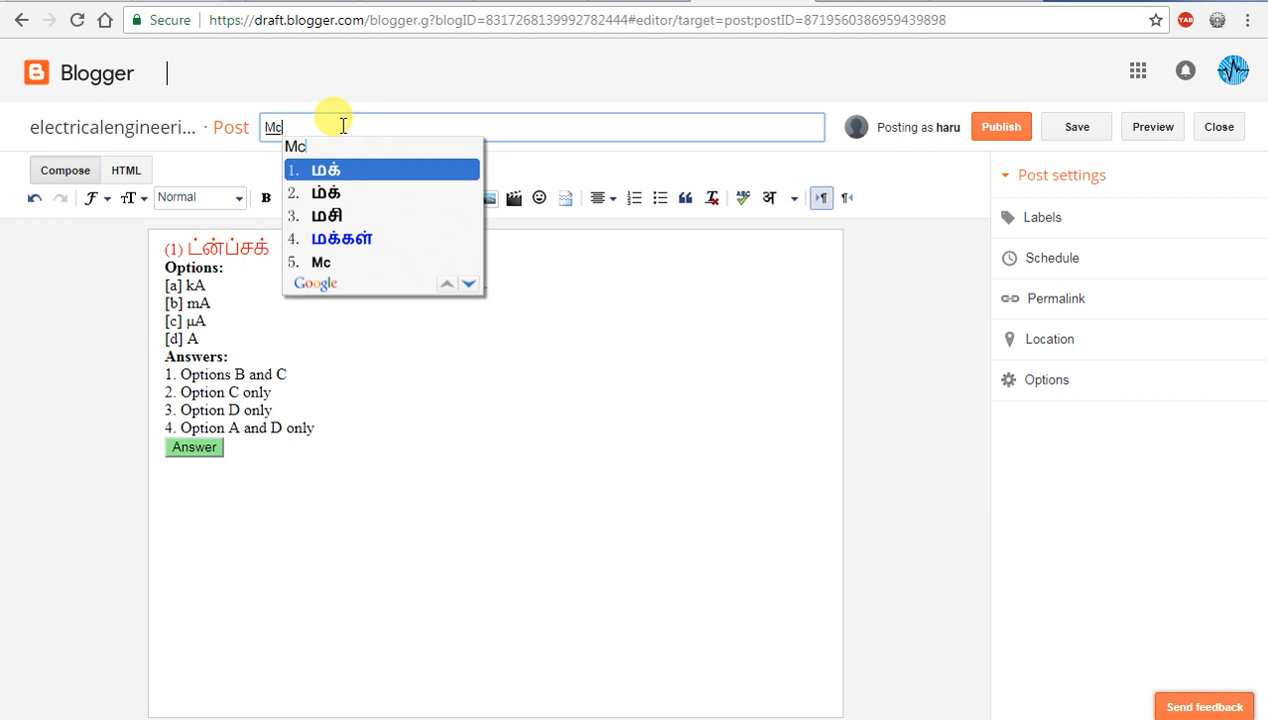 Secure https://draft.blogger.com/blogger.g?blogID=8317268139992782444#editor/target=post;postID=8719560386959439898
Blogger
electricalengineeri... · Post Mc Posting as haru Publish Save Preview Close
Mc
1. மக்
2. ம்க்
3. மசி
4. மக்கள்
5. Mc
Google
Compose HTML
Normal B
Post settings
Labels
Schedule
Permalink
Location
Options
(1) ட்ன்ப்சக்
Options:
[a] kA
[b] mA
[c] μA
[d] A
Answers:
1. Options B and C
2. Option C only
3. Option D only
4. Option A and D only
Answer
Send feedback